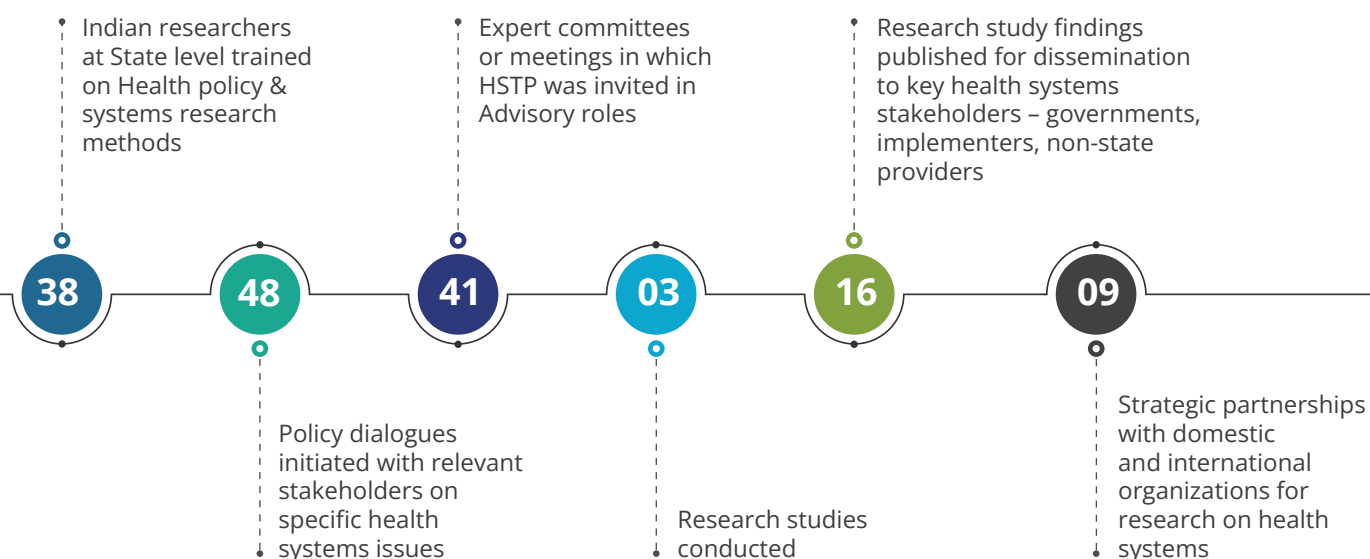 Indian researchers
at State level trained
on Health policy &
systems research
methods
Expert committees
or meetings in which
HSTP was invited in
Advisory roles
Research study findings
published for dissemination
to key health systems
stakeholders – governments,
implementers, non-state
providers
38
48
41
03
16
09
Policy dialogues
initiated with relevant
stakeholders on
specific health
systems issues
Research studies
conducted
Strategic partnerships
with domestic
and international
organizations for
research on health
systems